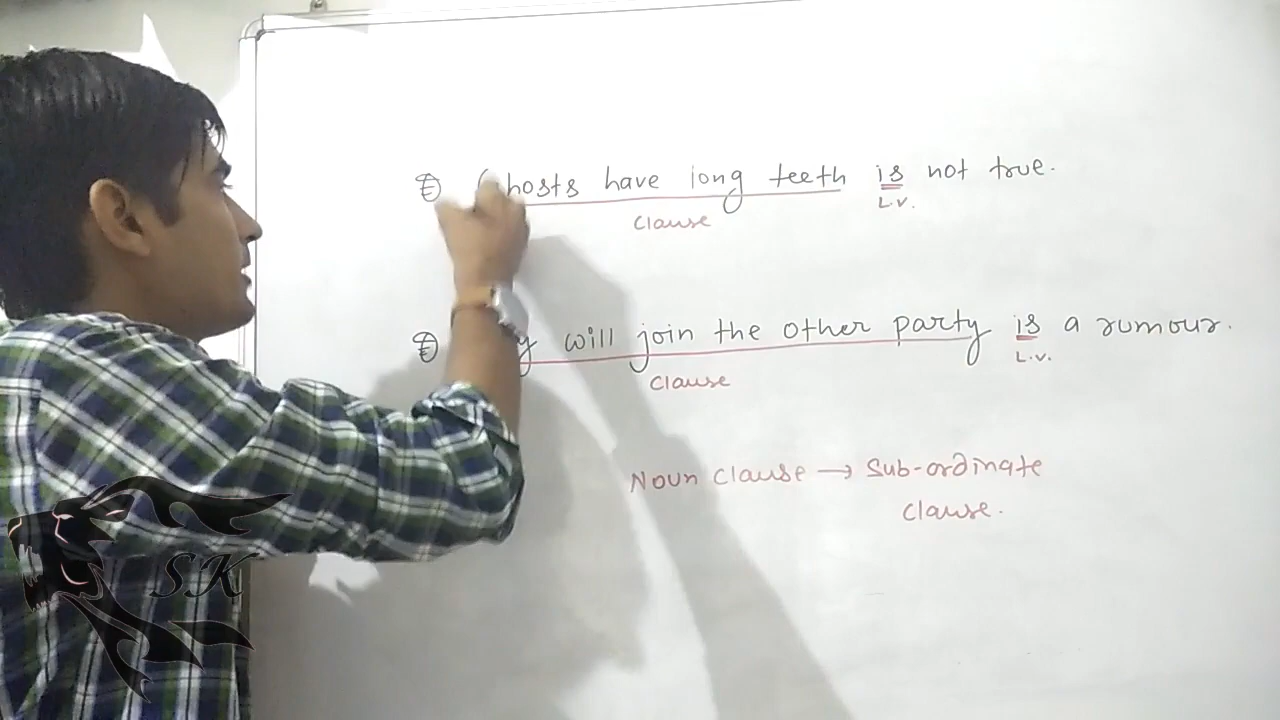 Ghosts have long teeth is not true.
Clause L.V.
will join the other party is a rumour.
Clause L.V.
Noun Clause → Sub-ordinate
Clause.
SK